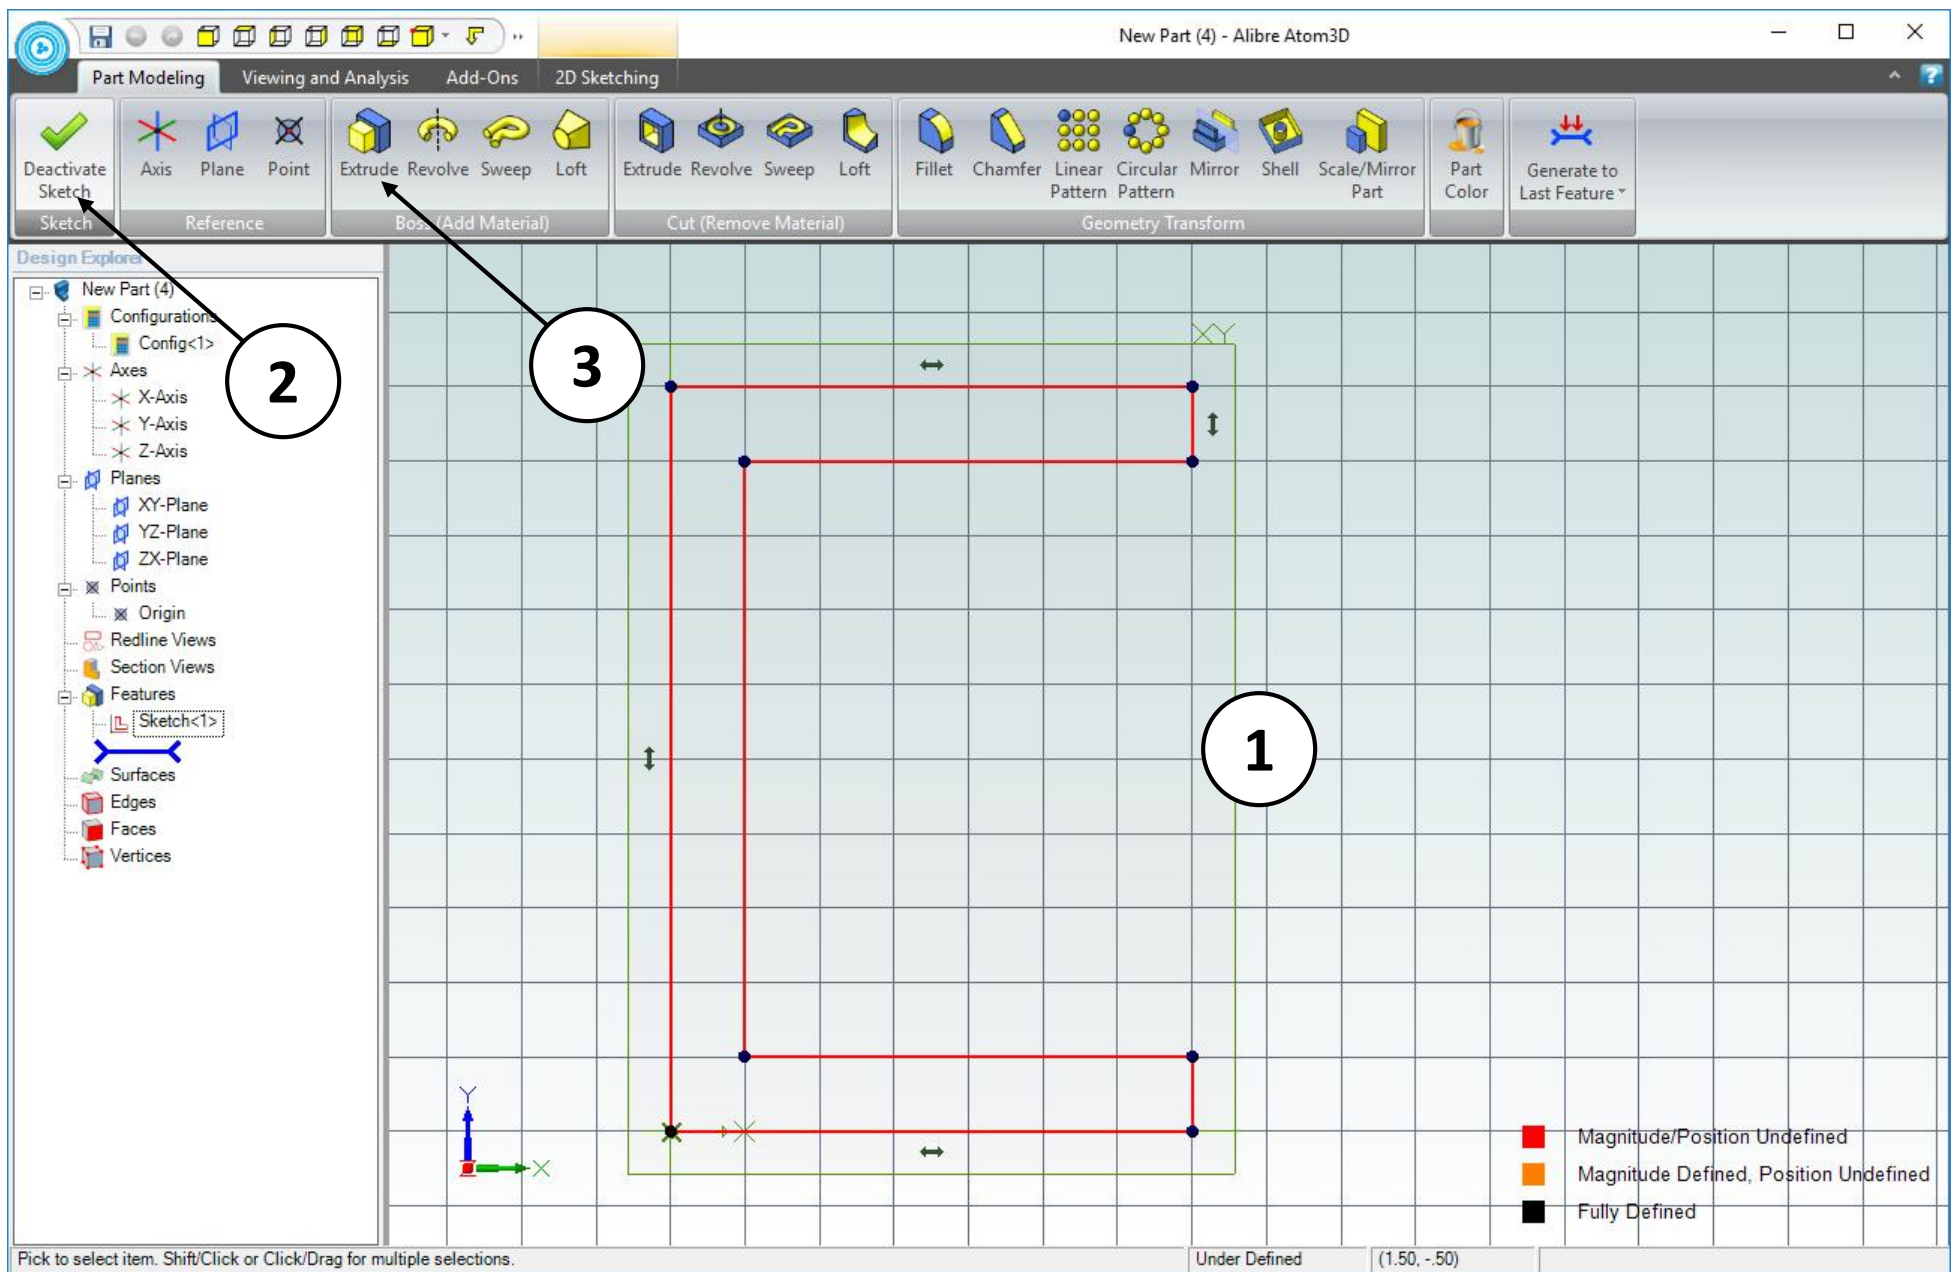 New Part (4) - Alibre Atom3D
Part Modeling Viewing and Analysis Add-Ons 2D Sketching
Deactivate Sketch Axis Plane Point Extrude Revolve Sweep Loft Extrude Revolve Sweep Loft Fillet Chamfer Linear Pattern Circular Pattern Mirror Shell Scale/Mirror Part Part Color Generate to Last Feature
Sketch Reference Boss (Add Material) Cut (Remove Material) Geometry Transform
Design Explorer
New Part (4)
Configurations
Config<1>
Axes
X-Axis
Y-Axis
Z-Axis
Planes
XY-Plane
YZ-Plane
ZX-Plane
Points
Origin
Redline Views
Section Views
Features
Sketch<1>
Surfaces
Edges
Faces
Vertices
2
3
XY
1
Y
X
Magnitude/Position Undefined
Magnitude Defined, Position Undefined
Fully Defined
Pick to select item. Shift/Click or Click/Drag for multiple selections. Under Defined (1.50, -.50)